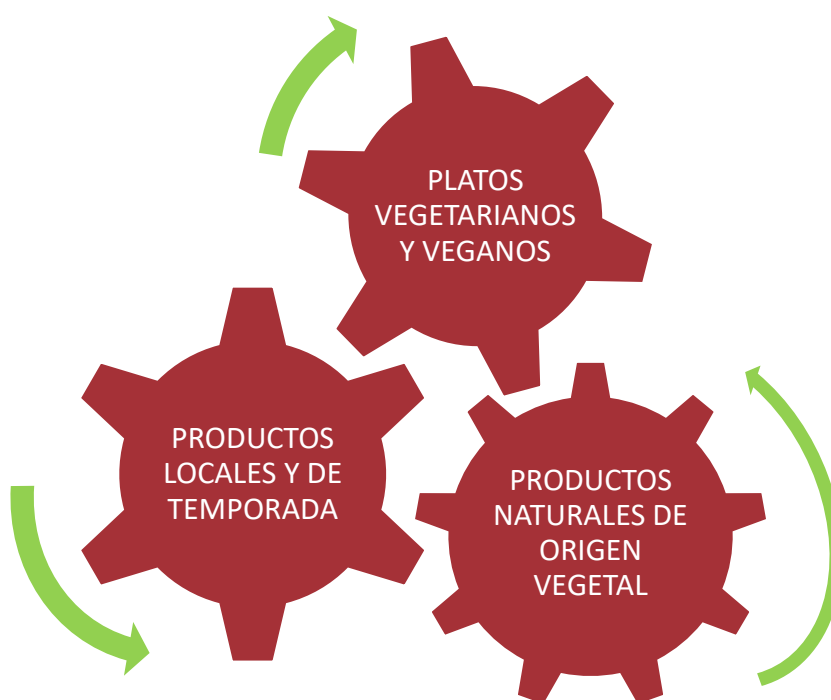 PLATOS
VEGETARIANOS
Y VEGANOS
PRODUCTOS
LOCALES Y DE
TEMPORADA
PRODUCTOS
NATURALES DE
ORIGEN
VEGETAL